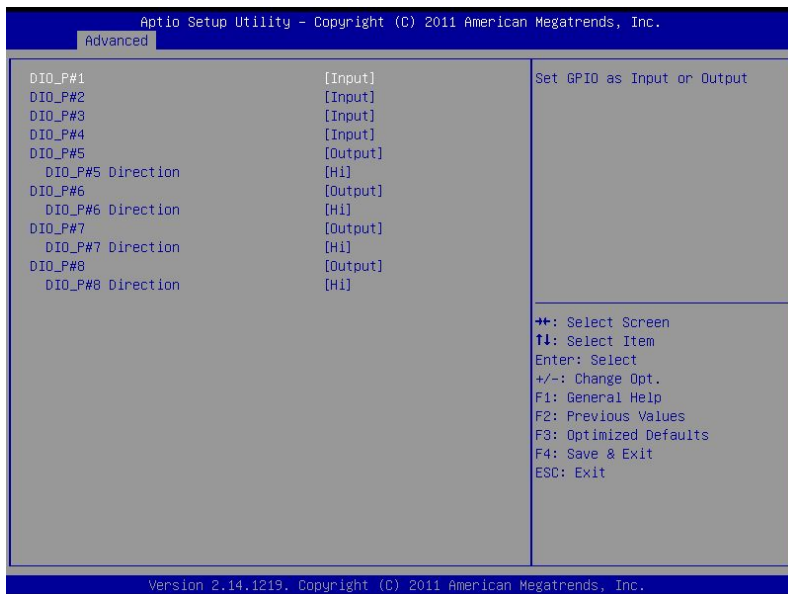 Aptio Setup Utility – Copyright (C) 2011 American Megatrends, Inc.
Advanced
DIO_P#1 [Input]
DIO_P#2 [Input]
DIO_P#3 [Input]
DIO_P#4 [Input]
DIO_P#5 [Output]
DIO_P#5 Direction [Hi]
DIO_P#6 [Output]
DIO_P#6 Direction [Hi]
DIO_P#7 [Output]
DIO_P#7 Direction [Hi]
DIO_P#8 [Output]
DIO_P#8 Direction [Hi]
Set GPIO as Input or Output
→←: Select Screen
↑↓: Select Item
Enter: Select
+/-: Change Opt.
F1: General Help
F2: Previous Values
F3: Optimized Defaults
F4: Save & Exit
ESC: Exit
Version 2.14.1219. Copyright (C) 2011 American Megatrends, Inc.